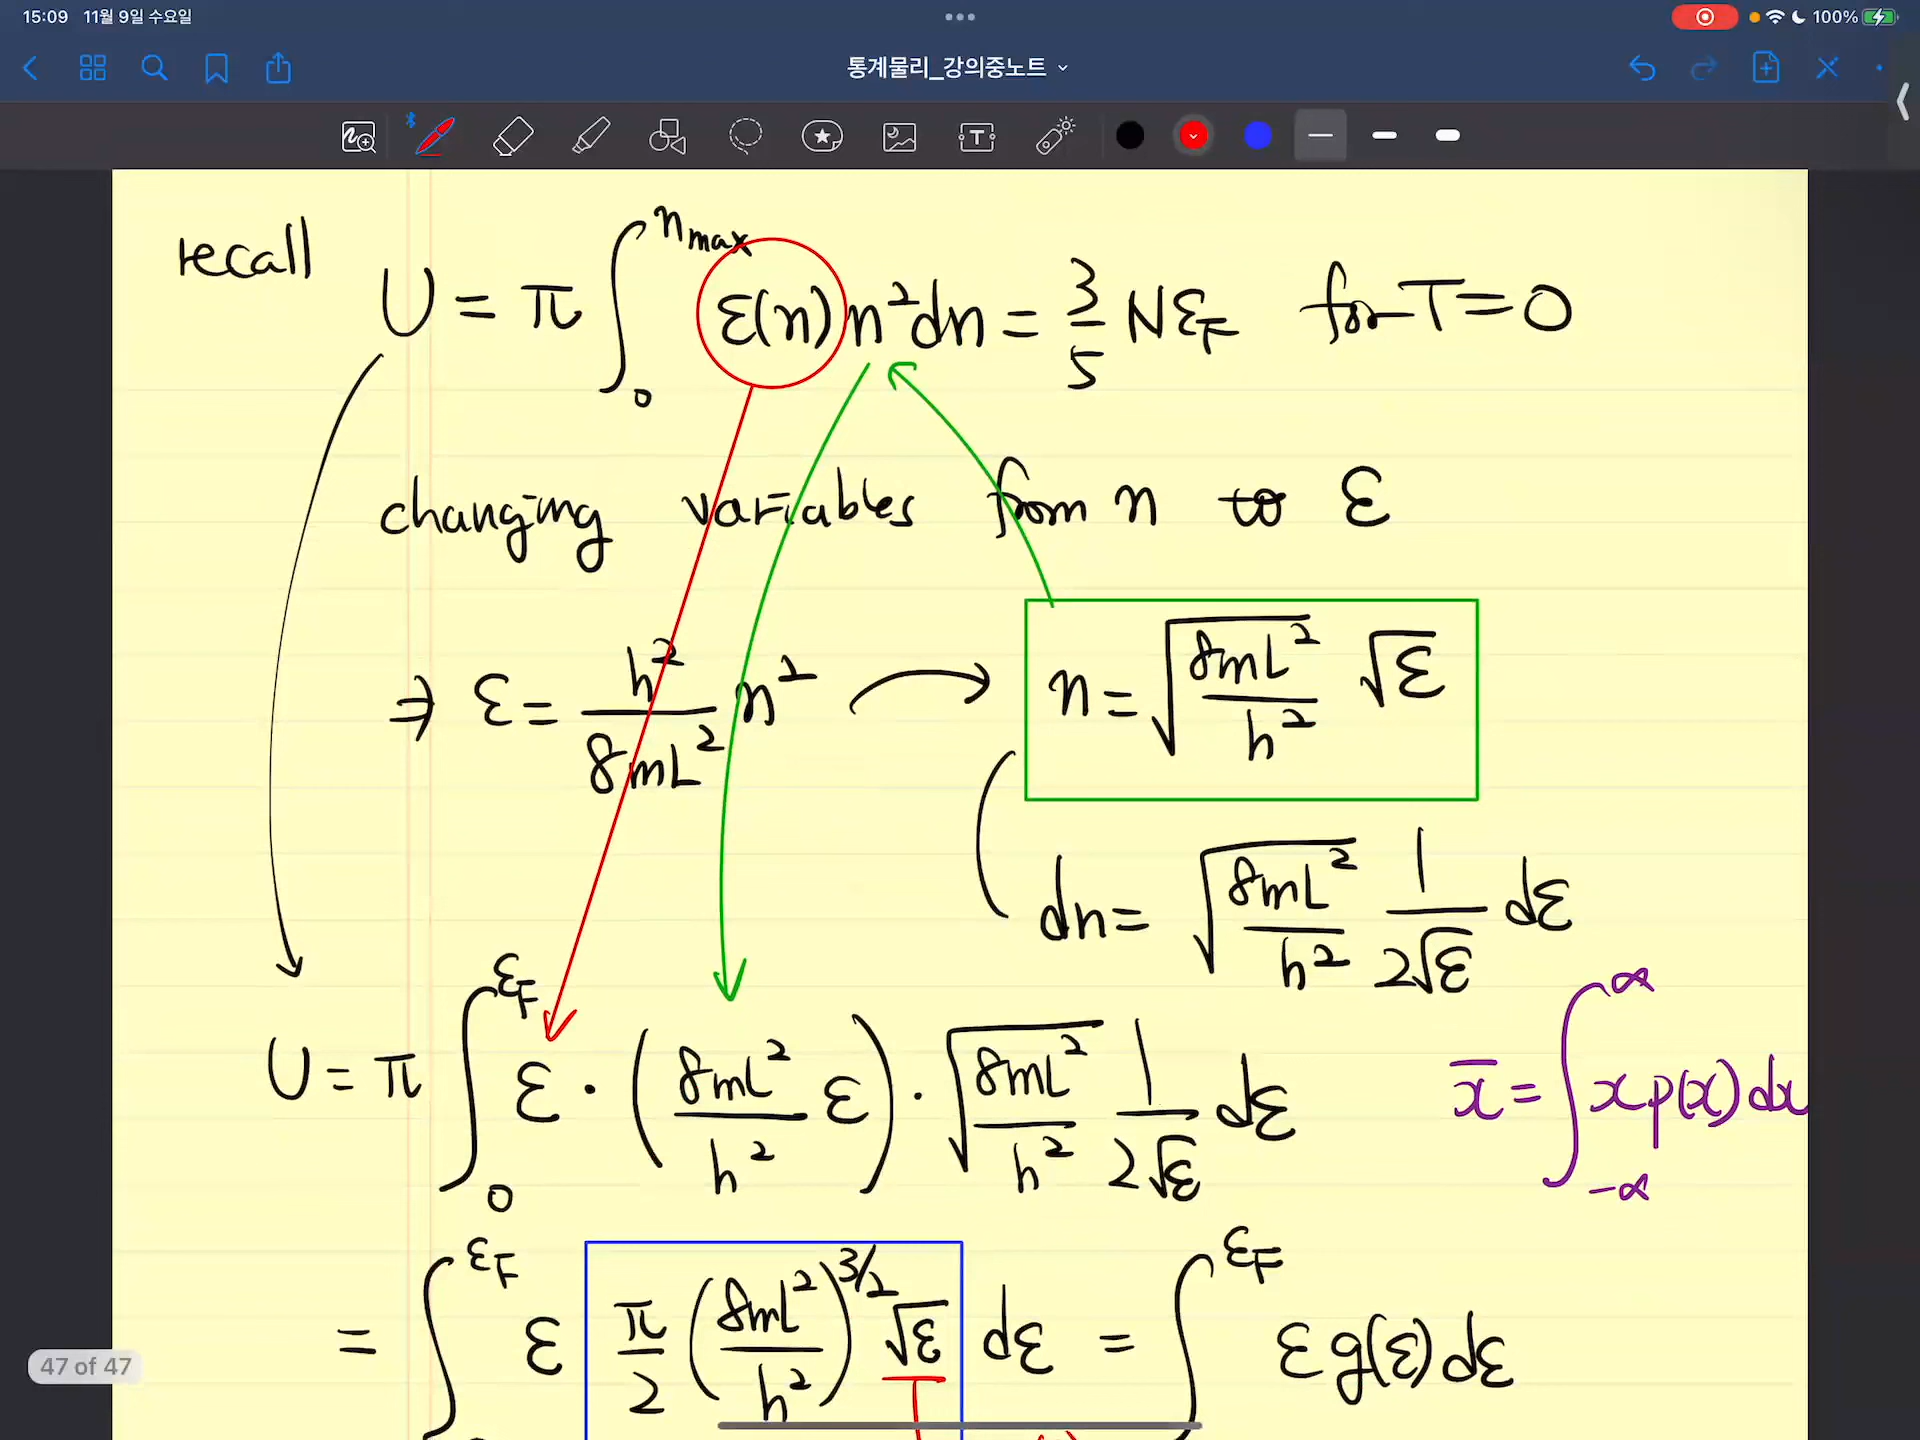 15:09 11월 9일 수요일
100%
통계물리_강의중노트
recall
U = π ∫₀^{n_max} ε(n) n² dn = 3/5 N ε_F for T = 0
changing variables from n to ε
⇒ ε = h²/8mL² n²
n = √(8mL²/h²) √ε
dn = √(8mL²/h²) 1/(2√ε) dε
U = π ∫₀^{ε_F} ε · (8mL²/h² ε) · √(8mL²/h²) 1/(2√ε) dε
x̄ = ∫_{-∞}^{∞} x p(x) dx
= ∫^{ε_F} ε π/2 (8mL²/h²)^{3/2} √ε dε = ∫^{ε_F} ε g(ε) dε
47 of 47